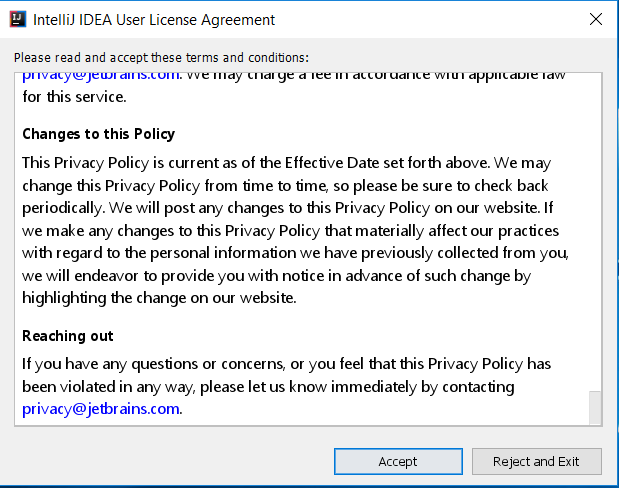 IntelliJ IDEA User License Agreement
Please read and accept these terms and conditions:
privacy@jetbrains.com. We may charge a fee in accordance with applicable law
for this service.
Changes to this Policy
This Privacy Policy is current as of the Effective Date set forth above. We may
change this Privacy Policy from time to time, so please be sure to check back
periodically. We will post any changes to this Privacy Policy on our website. If
we make any changes to this Privacy Policy that materially affect our practices
with regard to the personal information we have previously collected from you,
we will endeavor to provide you with notice in advance of such change by
highlighting the change on our website.
Reaching out
If you have any questions or concerns, or you feel that this Privacy Policy has
been violated in any way, please let us know immediately by contacting
privacy@jetbrains.com.
Accept
Reject and Exit